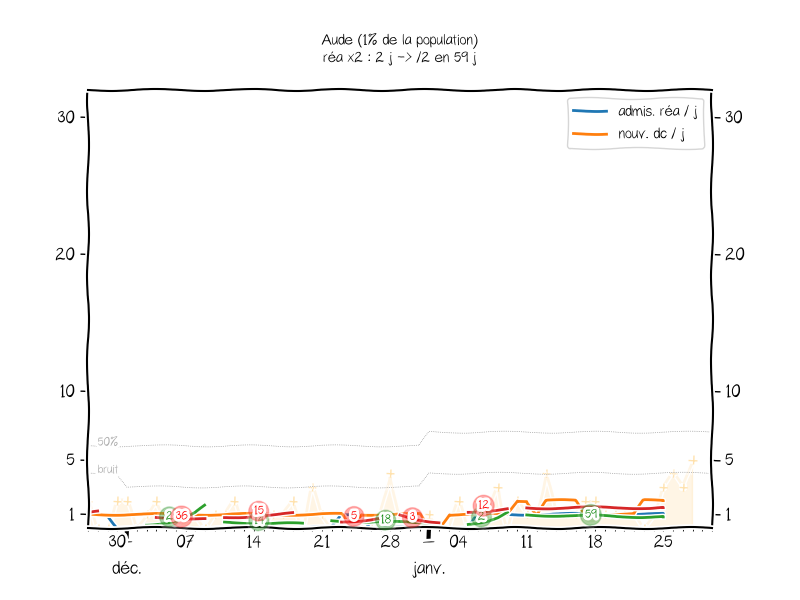 Aude (1% de la population)
réa x2 : 2 j -> /2 en 59 j
admis. réa / j
nouv. dc / j
30 30
20 20
10 10
50%
5 5
bruit
1 1
2 36 15 5 18 3 12 2 59
30 07 14 21 28 04 11 18 25
déc. janv.